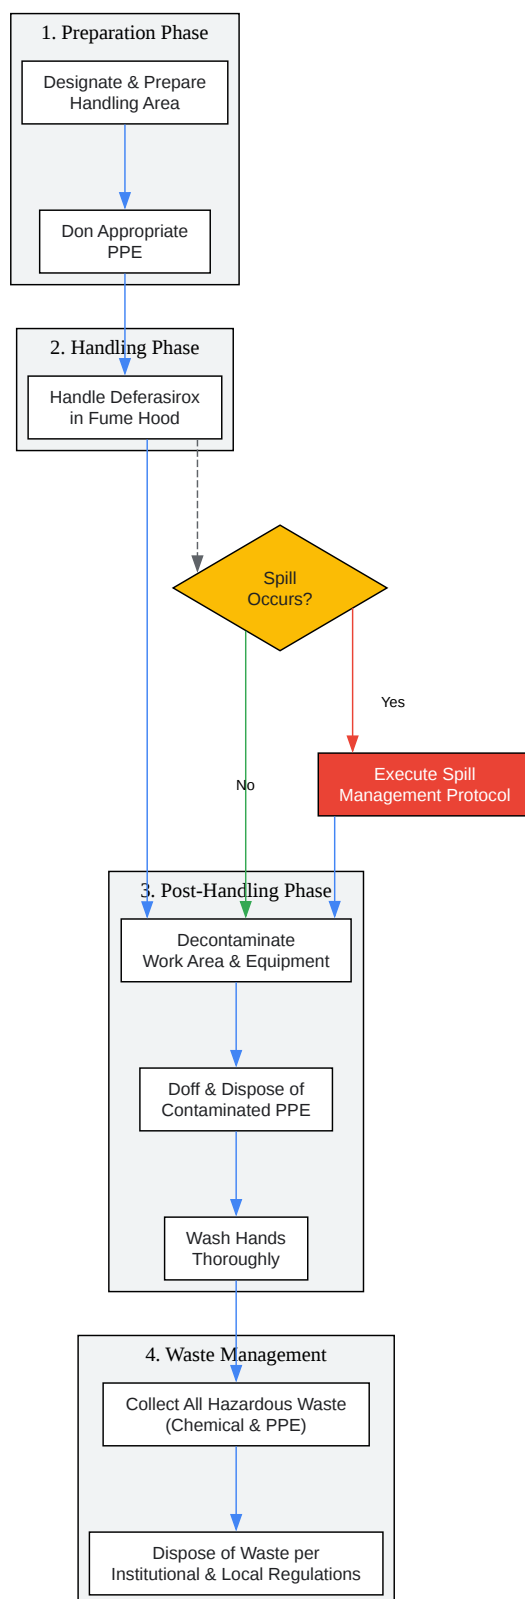 1. Preparation Phase
Designate & Prepare
Handling Area
Don Appropriate
PPE
2. Handling Phase
Handle Deferasirox
in Fume Hood
Spill
Occurs?
Yes
Execute Spill
Management Protocol
No
3. Post-Handling Phase
Decontaminate
Work Area & Equipment
Doff & Dispose of
Contaminated PPE
Wash Hands
Thoroughly
4. Waste Management
Collect All Hazardous Waste
(Chemical & PPE)
Dispose of Waste per
Institutional & Local Regulations